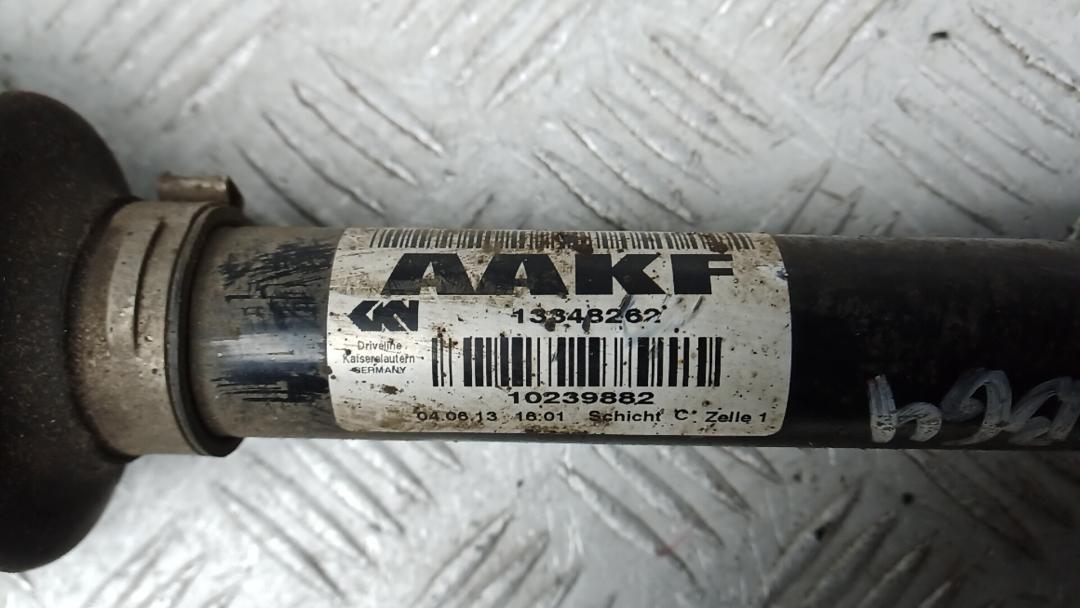 AAKF
GKN
13348262
Driveline
Kaiserslautern
GERMANY
10239882
04.06.13 16:01 Schicht C Zelle 1